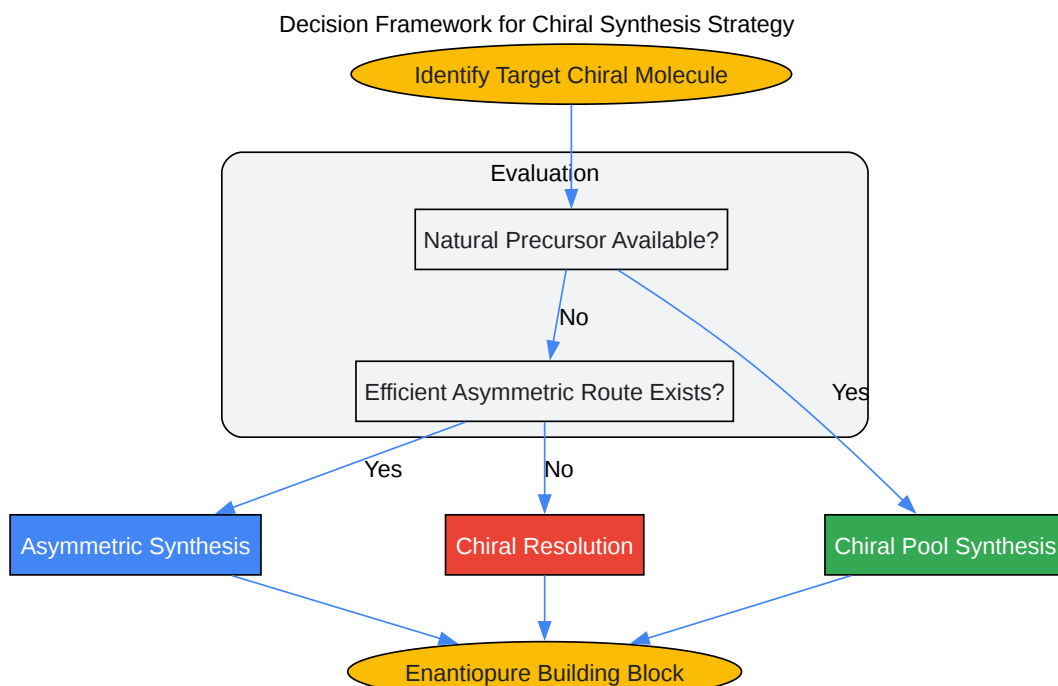 Decision Framework for Chiral Synthesis Strategy
Identify Target Chiral Molecule
Evaluation
Natural Precursor Available?
No
Efficient Asymmetric Route Exists?
Yes
Yes
No
Asymmetric Synthesis
Chiral Resolution
Chiral Pool Synthesis
Enantiopure Building Block